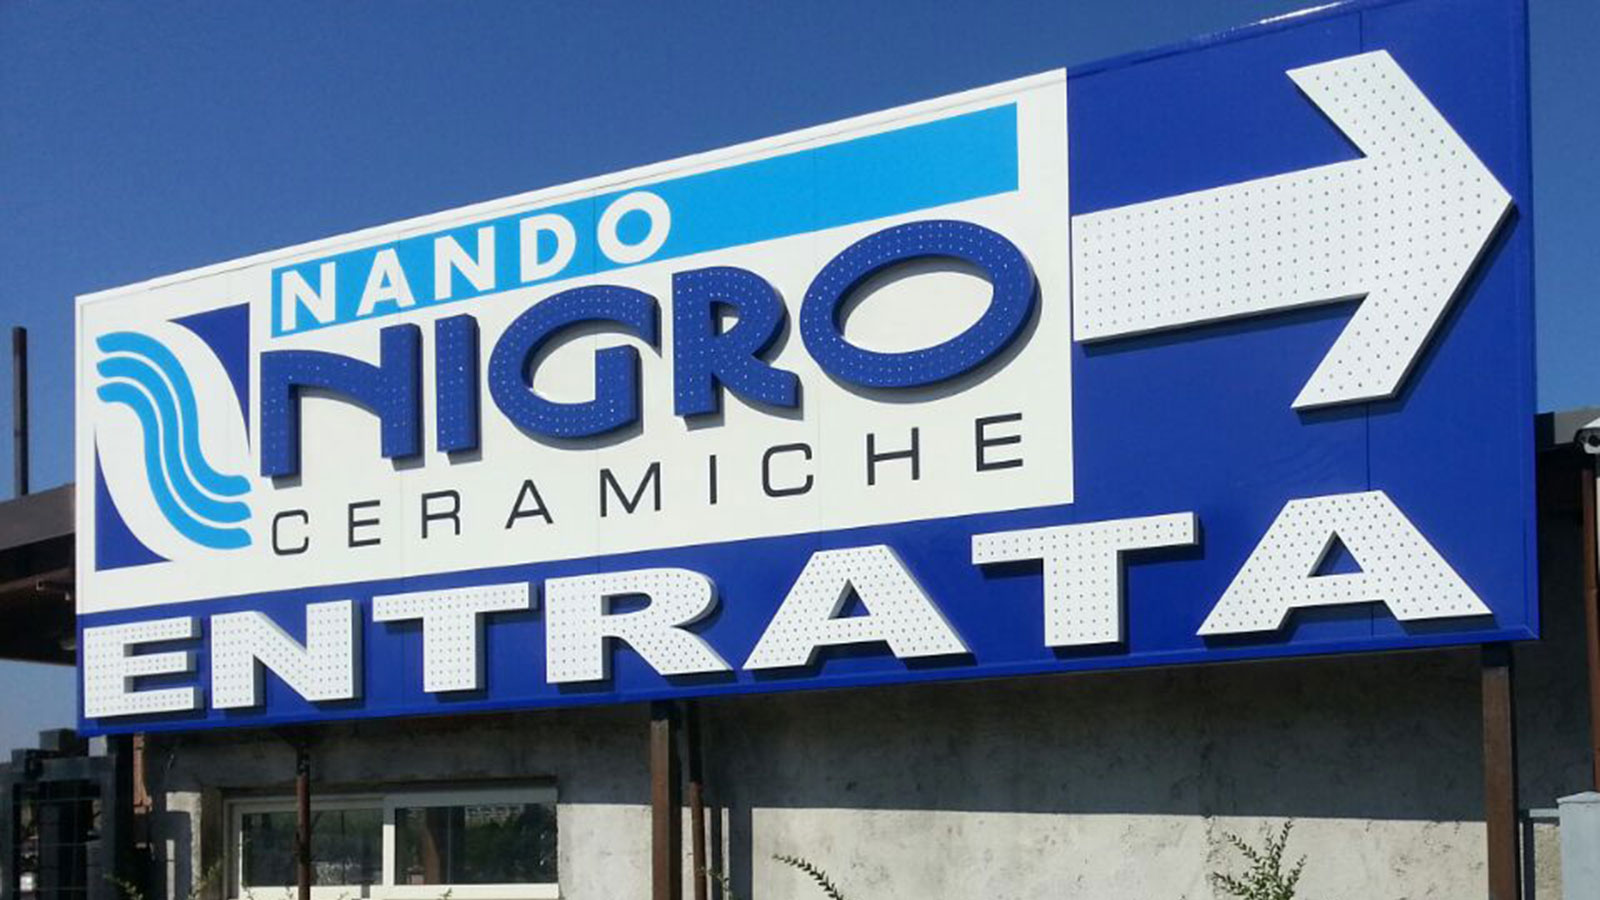 NANDO
NIGRO
CERAMICHE
ENTRATA